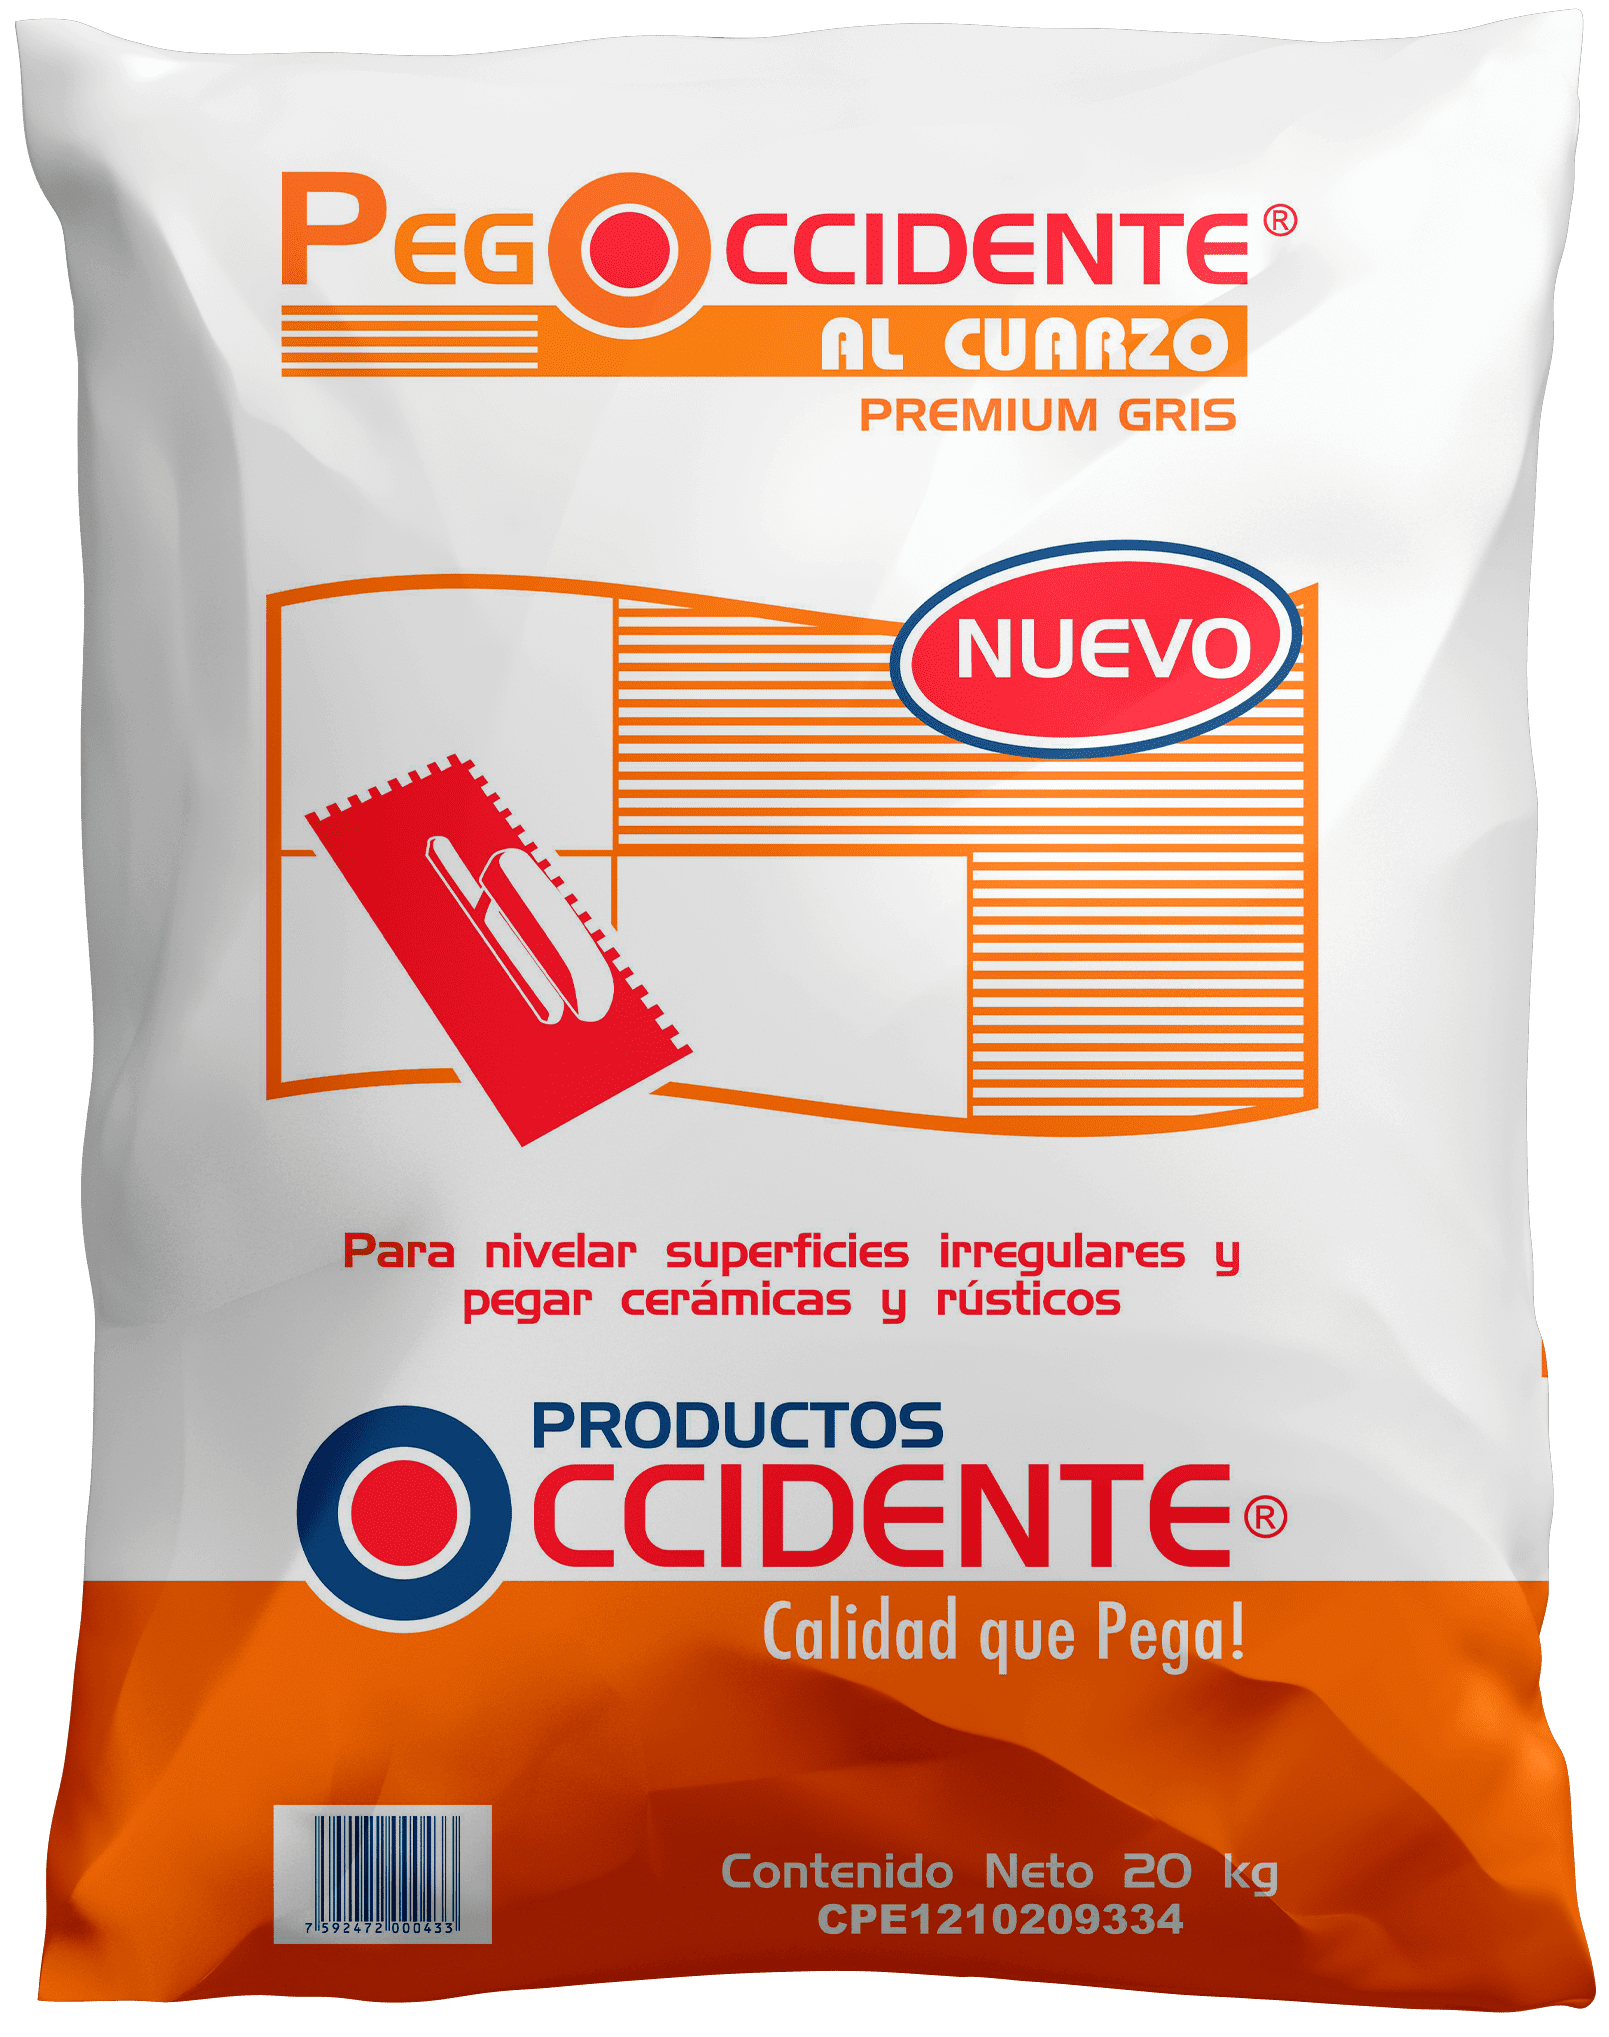 PEGOCCIDENTE®
AL CUARZO
PREMIUM GRIS
NUEVO
Para nivelar superficies irregulares y
pegar cerámicas y rústicos
PRODUCTOS
OCCIDENTE®
Calidad que Pega!
Contenido Neto 20 kg
CPE1210209334
7 592472 000433